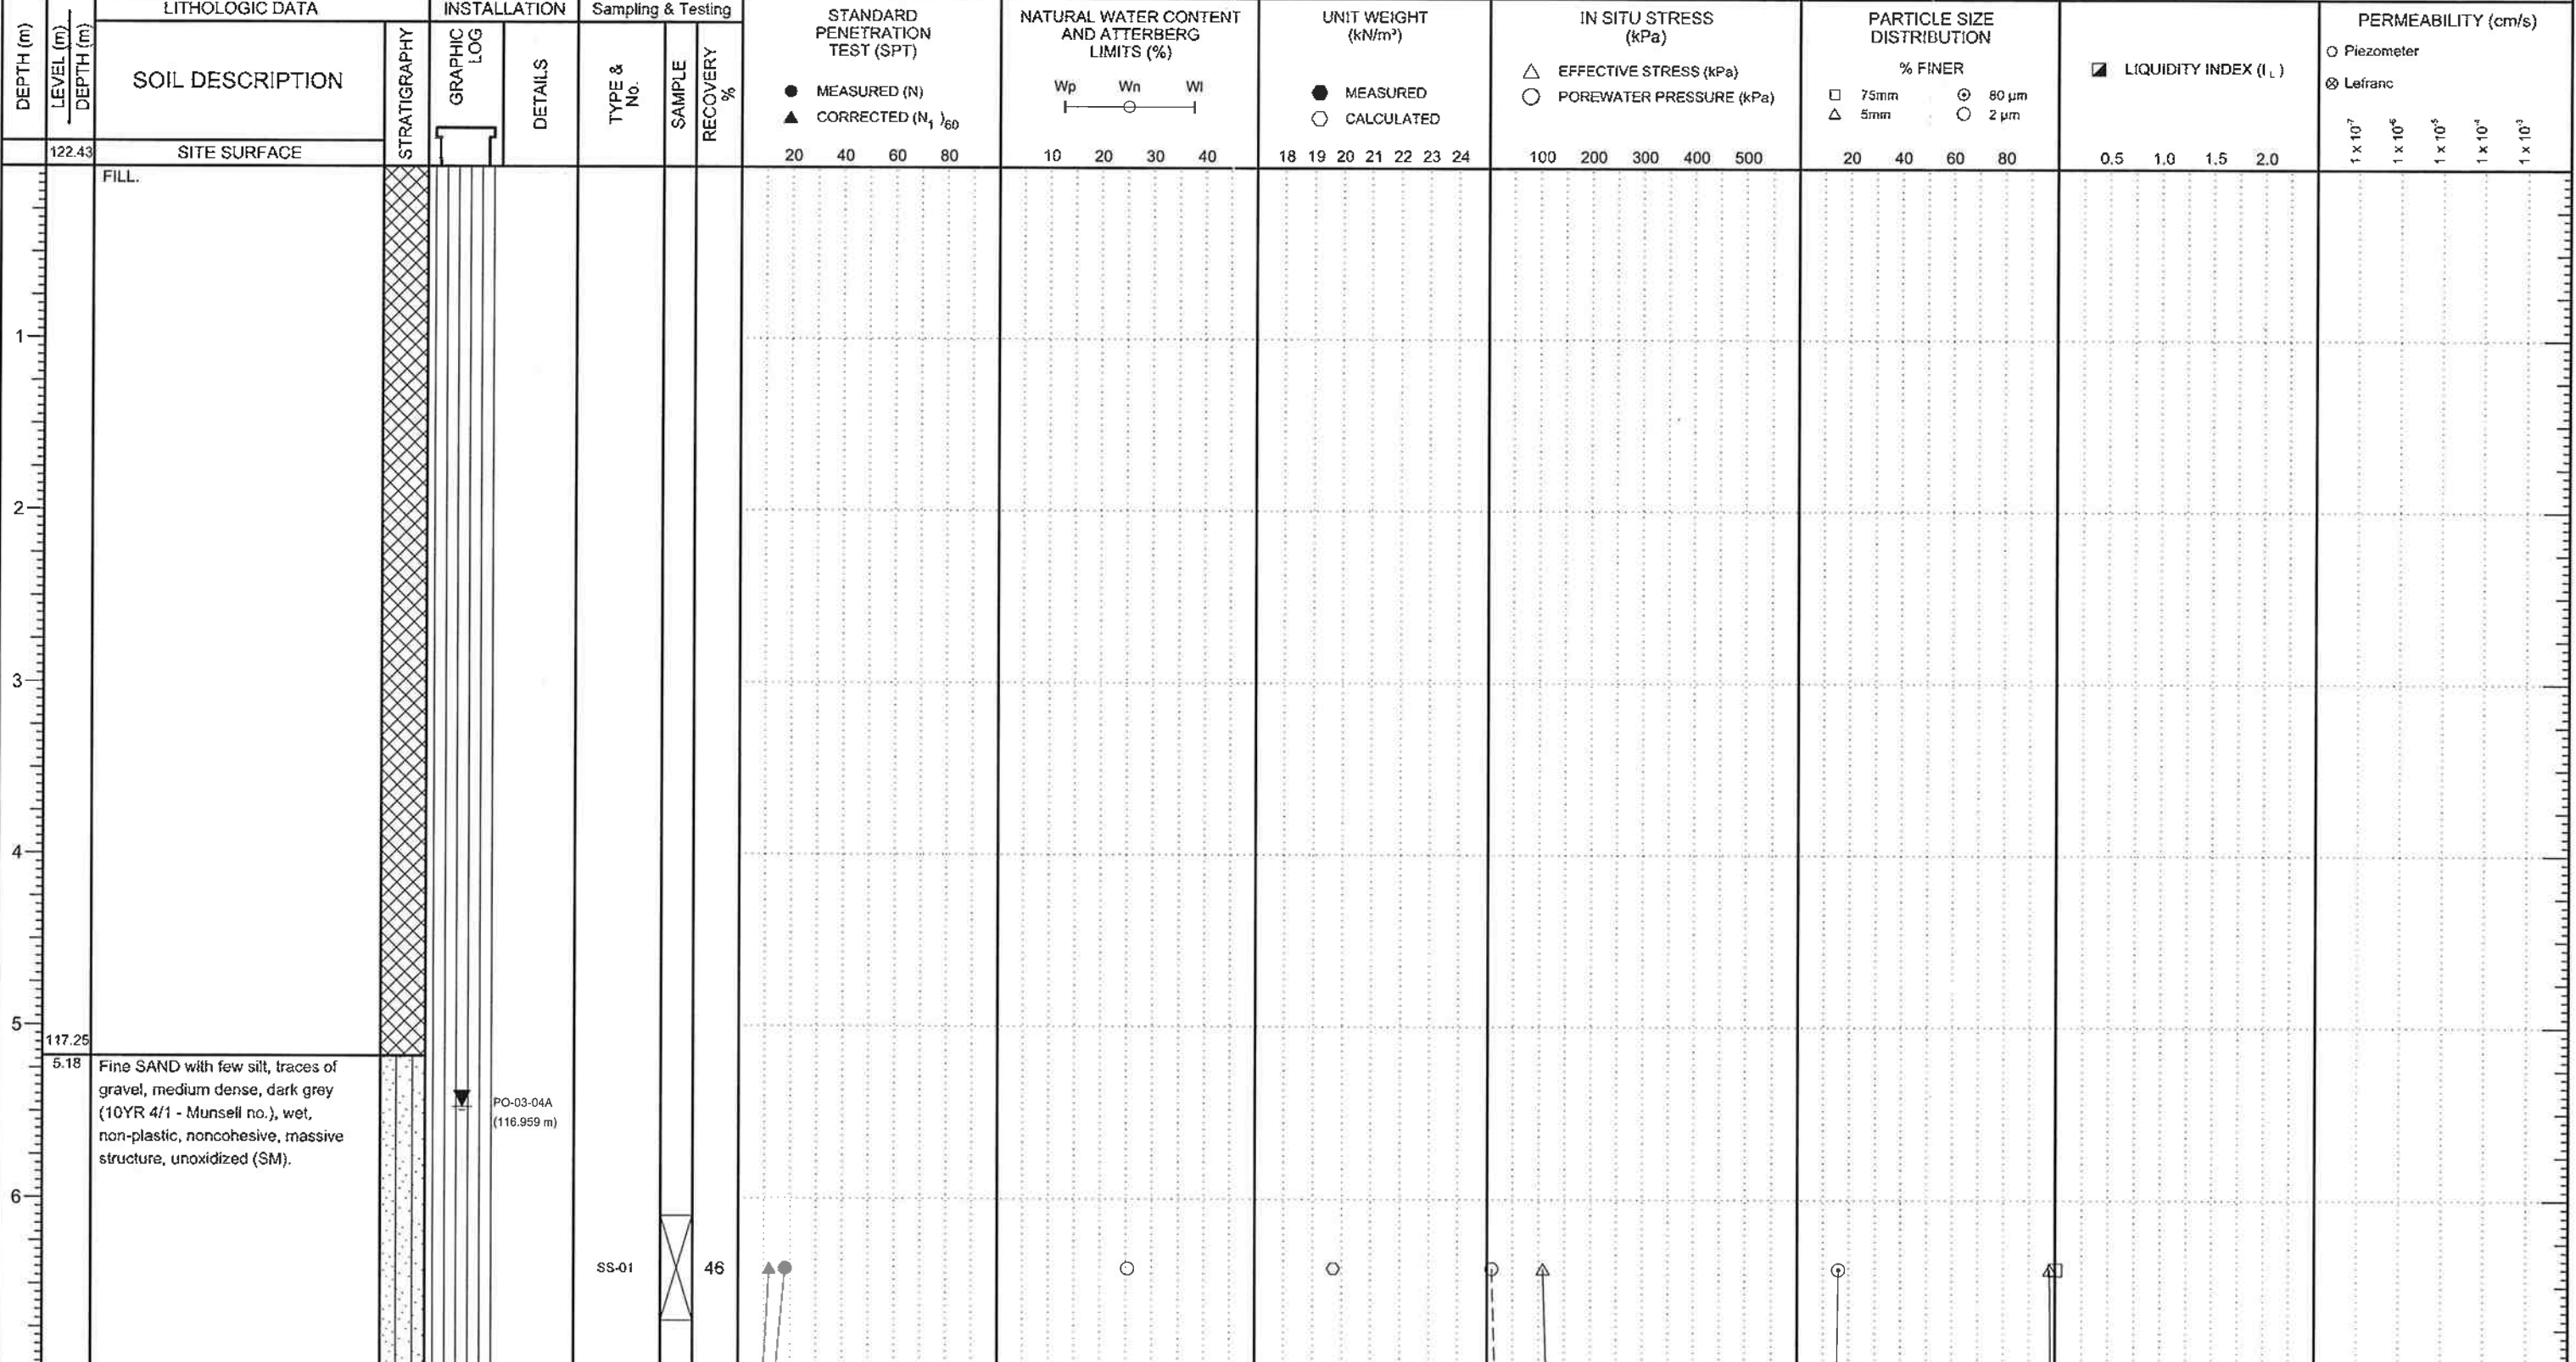 LITHOLOGIC DATA
INSTALLATION
Sampling & Testing
DEPTH (m)
LEVEL (m)
DEPTH (m)
SOIL DESCRIPTION
STRATIGRAPHY
GRAPHIC
LOG
DETAILS
TYPE &
No.
SAMPLE
RECOVERY
%
122.43
SITE SURFACE
STANDARD
PENETRATION
TEST (SPT)
MEASURED (N)
CORRECTED (N1)60
20 40 60 80
NATURAL WATER CONTENT
AND ATTERBERG
LIMITS (%)
Wp Wn Wl
10 20 30 40
UNIT WEIGHT
(kN/m³)
MEASURED
CALCULATED
18 19 20 21 22 23 24
IN SITU STRESS
(kPa)
EFFECTIVE STRESS (kPa)
POREWATER PRESSURE (kPa)
100 200 300 400 500
PARTICLE SIZE
DISTRIBUTION
% FINER
75mm 80 µm
5mm 2 µm
20 40 60 80
LIQUIDITY INDEX (IL)
0.5 1.0 1.5 2.0
PERMEABILITY (cm/s)
Piezometer
Lefranc
1 x 10-7
1 x 10-6
1 x 10-5
1 x 10-4
1 x 10-3
FILL.
1
2
3
4
5
117.25
5.18
Fine SAND with few silt, traces of
gravel, medium dense, dark grey
(10YR 4/1 - Munsell no.), wet,
non-plastic, noncohesive, massive
structure, unoxidized (SM).
PO-03-04A
(116.959 m)
6
SS-01
46